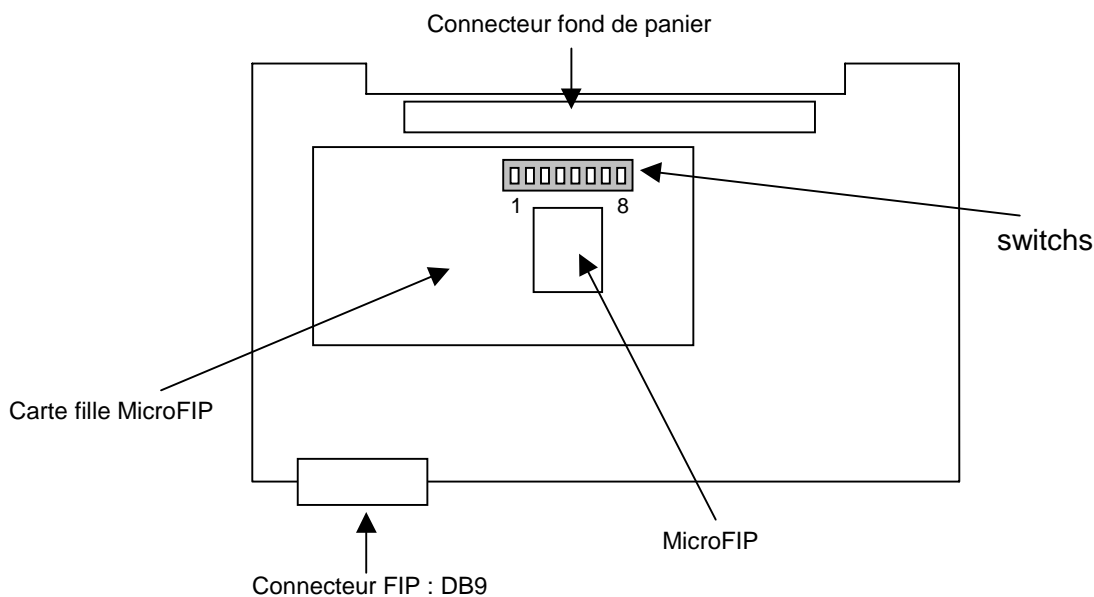 Connecteur fond de panier
1 8
switchs
Carte fille MicroFIP
MicroFIP
Connecteur FIP : DB9